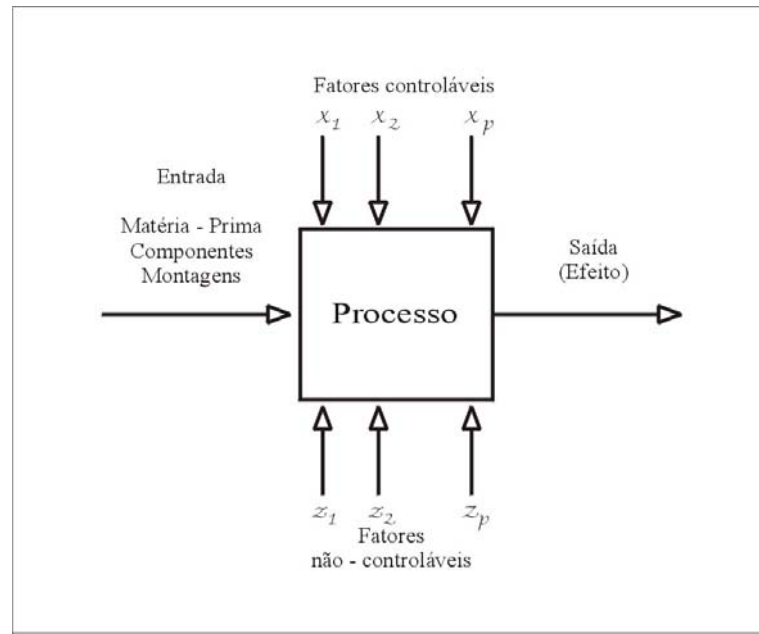 Fatores controláveis
x1 x2 xp
Entrada
Matéria - Prima
Componentes
Montagens
Processo
Saída
(Efeito)
z1 z2 zp
Fatores
não - controláveis